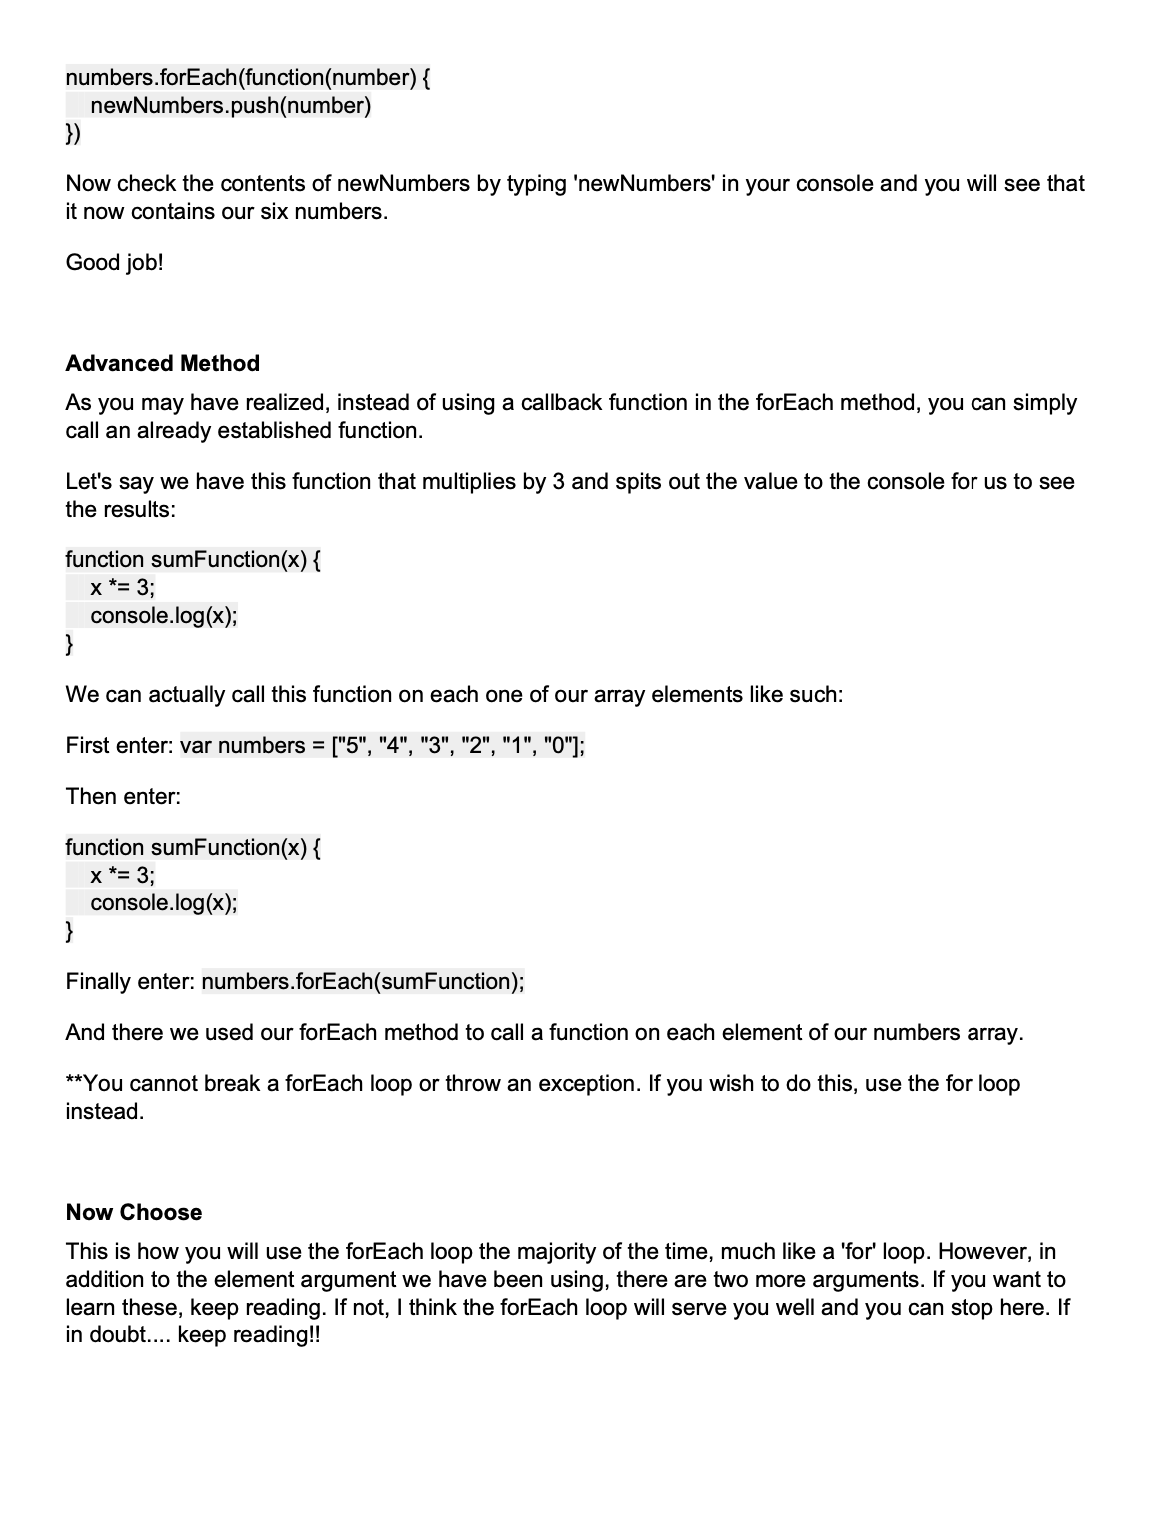 numbers.forEach(function(number) {
    newNumbers.push(number)
})
Now check the contents of newNumbers by typing 'newNumbers' in your console and you will see that
it now contains our six numbers.
Good job!
Advanced Method
As you may have realized, instead of using a callback function in the forEach method, you can simply
call an already established function.
Let's say we have this function that multiplies by 3 and spits out the value to the console for us to see
the results:
function sumFunction(x) {
    x *= 3;
    console.log(x);
}
We can actually call this function on each one of our array elements like such:
First enter: var numbers = ["5", "4", "3", "2", "1", "0"];
Then enter:
function sumFunction(x) {
    x *= 3;
    console.log(x);
}
Finally enter: numbers.forEach(sumFunction);
And there we used our forEach method to call a function on each element of our numbers array.
**You cannot break a forEach loop or throw an exception. If you wish to do this, use the for loop
instead.
Now Choose
This is how you will use the forEach loop the majority of the time, much like a 'for' loop. However, in
addition to the element argument we have been using, there are two more arguments. If you want to
learn these, keep reading. If not, I think the forEach loop will serve you well and you can stop here. If
in doubt.... keep reading!!